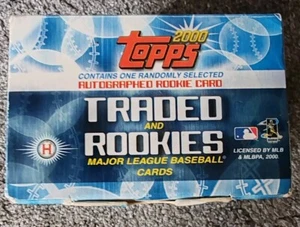 2000
topps
CONTAINS ONE RANDOMLY SELECTED
AUTOGRAPHED ROOKIE CARD
TRADED
AND
ROOKIES
MAJOR LEAGUE BASEBALL®
CARDS
H
LICENSED BY MLB
& MLBPA, 2000.